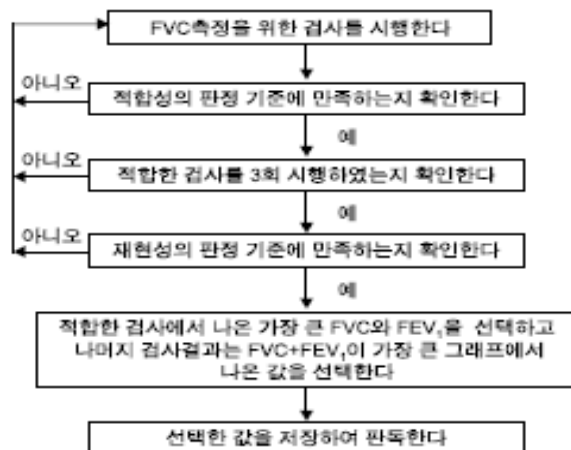 FVC측정을 위한 검사를 시행한다
아니오
적합성의 판정 기준에 만족하는지 확인한다
예
아니오
적합한 검사를 3회 시행하였는지 확인한다
예
아니오
재현성의 판정 기준에 만족하는지 확인한다
예
적합한 검사에서 나온 가장 큰 FVC와 FEV₁을 선택하고
나머지 검사결과는 FVC+FEV₁이 가장 큰 그래프에서
나온 값을 선택한다
선택한 값을 저장하여 판독한다